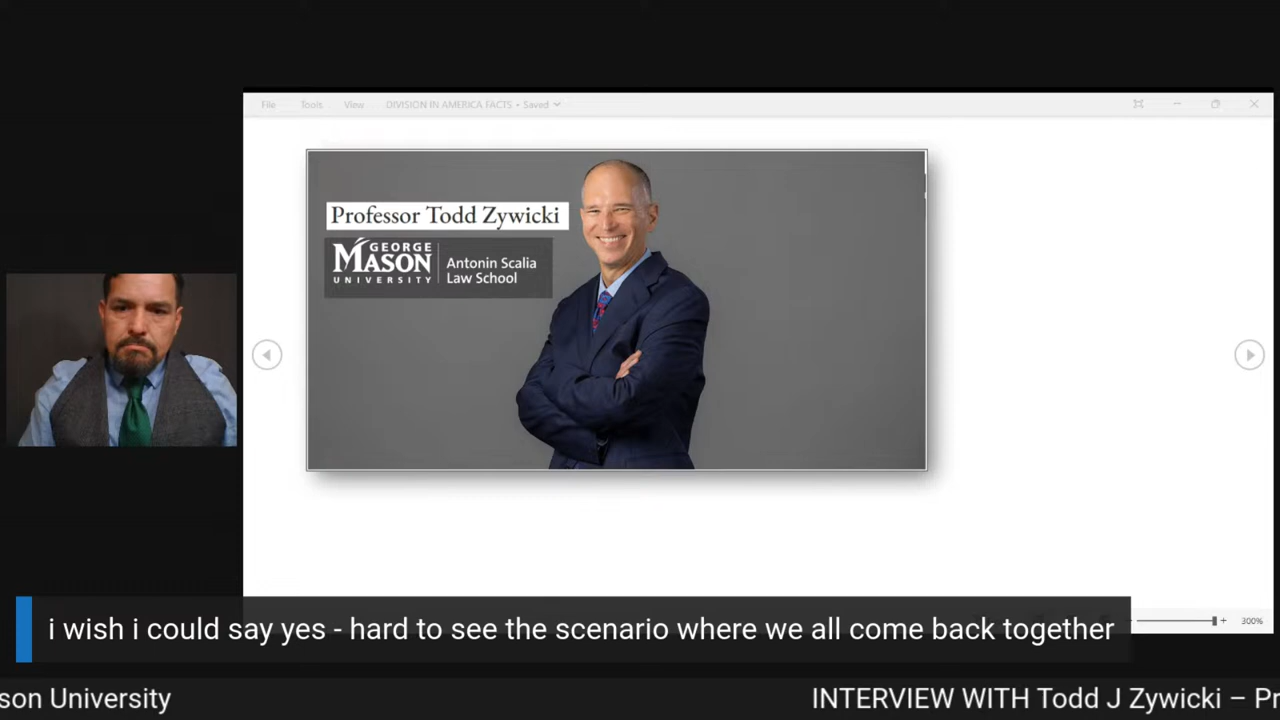 File Tools View DIVISION IN AMERICA FACTS • Saved
Professor Todd Zywicki
GEORGE
MASON
UNIVERSITY
Antonin Scalia
Law School
300%
i wish i could say yes - hard to see the scenario where we all come back together
son University INTERVIEW WITH Todd J Zywicki – Pr